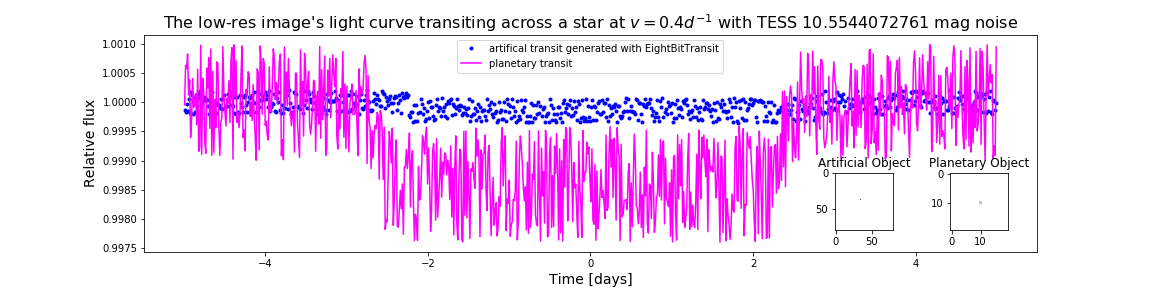 The low-res image's light curve transiting across a star at v = 0.4d⁻¹ with TESS 10.5544072761 mag noise
artifical transit generated with EightBitTransit
planetary transit
Relative flux
1.0010
1.0005
1.0000
0.9995
0.9990
0.9985
0.9980
0.9975
Artificial Object
Planetary Object
0
50
0 50
0
10
0 10
−4 −2 0 2 4
Time [days]